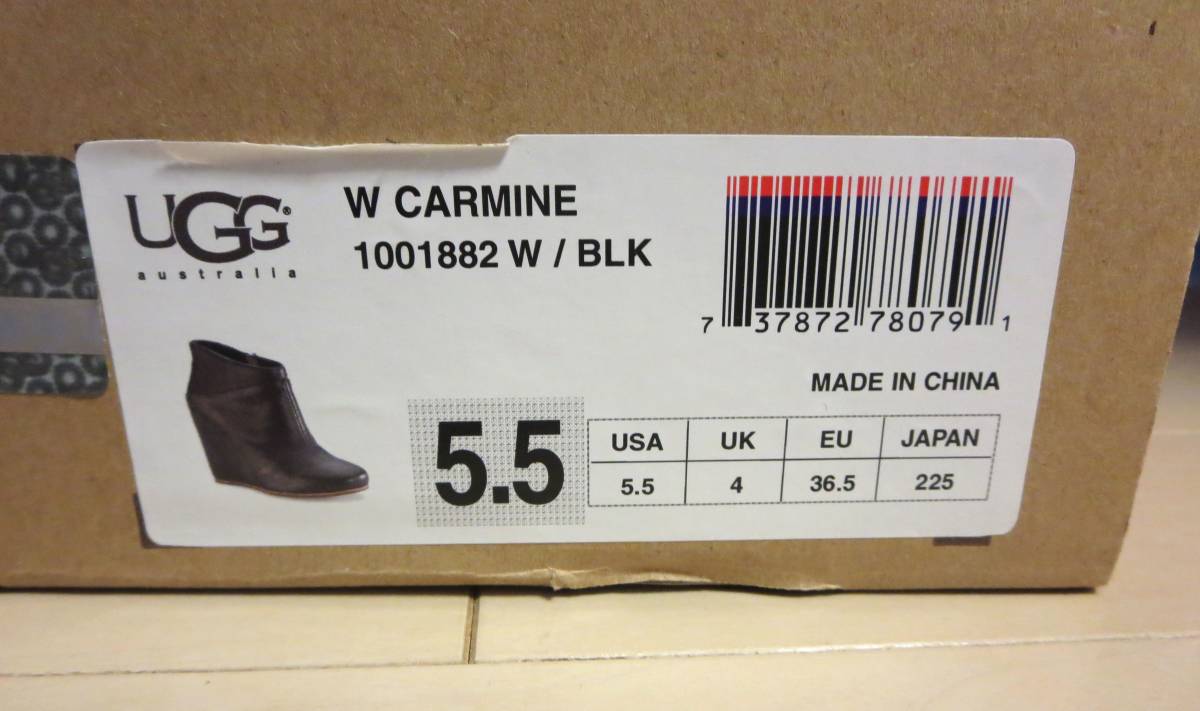 UGG®
australia
W CARMINE
1001882 W / BLK
7 37872 78079 1
MADE IN CHINA
5.5
USA UK EU JAPAN
5.5 4 36.5 225